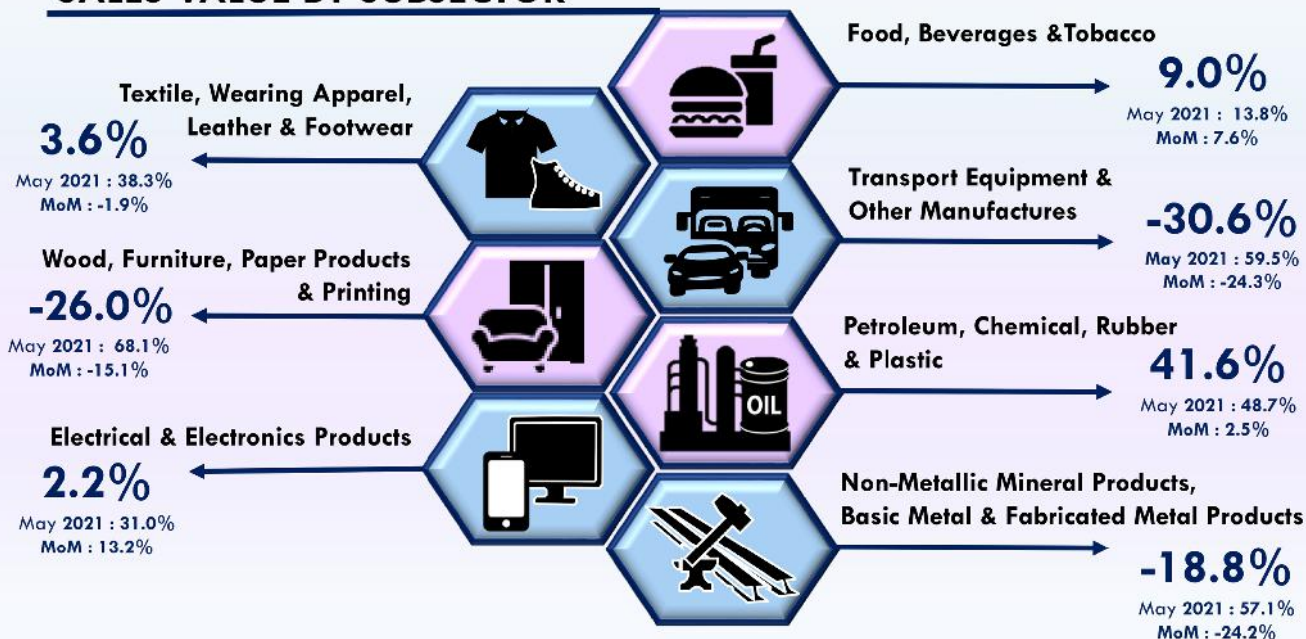 SALES VALUE BY SUBSECTOR
Food, Beverages &Tobacco
9.0%
May 2021 : 13.8%
MoM : 7.6%
Textile, Wearing Apparel,
Leather & Footwear
3.6%
May 2021 : 38.3%
MoM : -1.9%
Transport Equipment &
Other Manufactures
-30.6%
May 2021 : 59.5%
MoM : -24.3%
Wood, Furniture, Paper Products
& Printing
-26.0%
May 2021 : 68.1%
MoM : -15.1%
Petroleum, Chemical, Rubber
& Plastic
41.6%
May 2021 : 48.7%
MoM : 2.5%
OIL
Electrical & Electronics Products
2.2%
May 2021 : 31.0%
MoM : 13.2%
Non-Metallic Mineral Products,
Basic Metal & Fabricated Metal Products
-18.8%
May 2021 : 57.1%
MoM : -24.2%